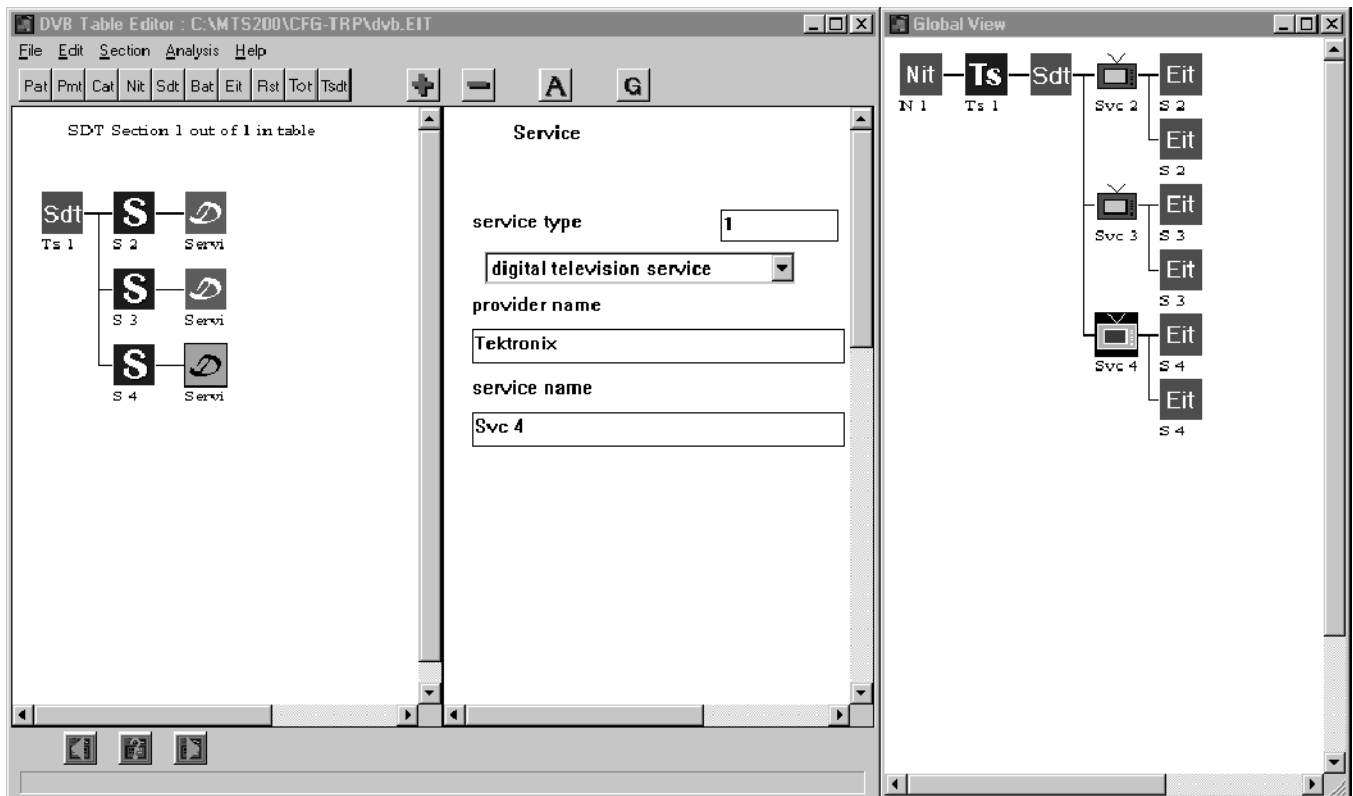 DVB Table Editor : C:\MTS200\CFG-TRP\dvb.EIT
File Edit Section Analysis Help
Pat Pmt Cat Nit Sdt Bat Eit Rst Tot Tsdt
A G
SDT Section 1 out of 1 in table
Sdt S D
Ts 1 S 2 Servi
S D
S 3 Servi
S D
S 4 Servi
Service
service type 1
digital television service
provider name
Tektronix
service name
Svc 4
Global View
Nit Ts Sdt Eit
N 1 Ts 1 Svc 2 S 2
Eit
S 2
Eit
Svc 3 S 3
Eit
S 3
Eit
Svc 4 S 4
Eit
S 4